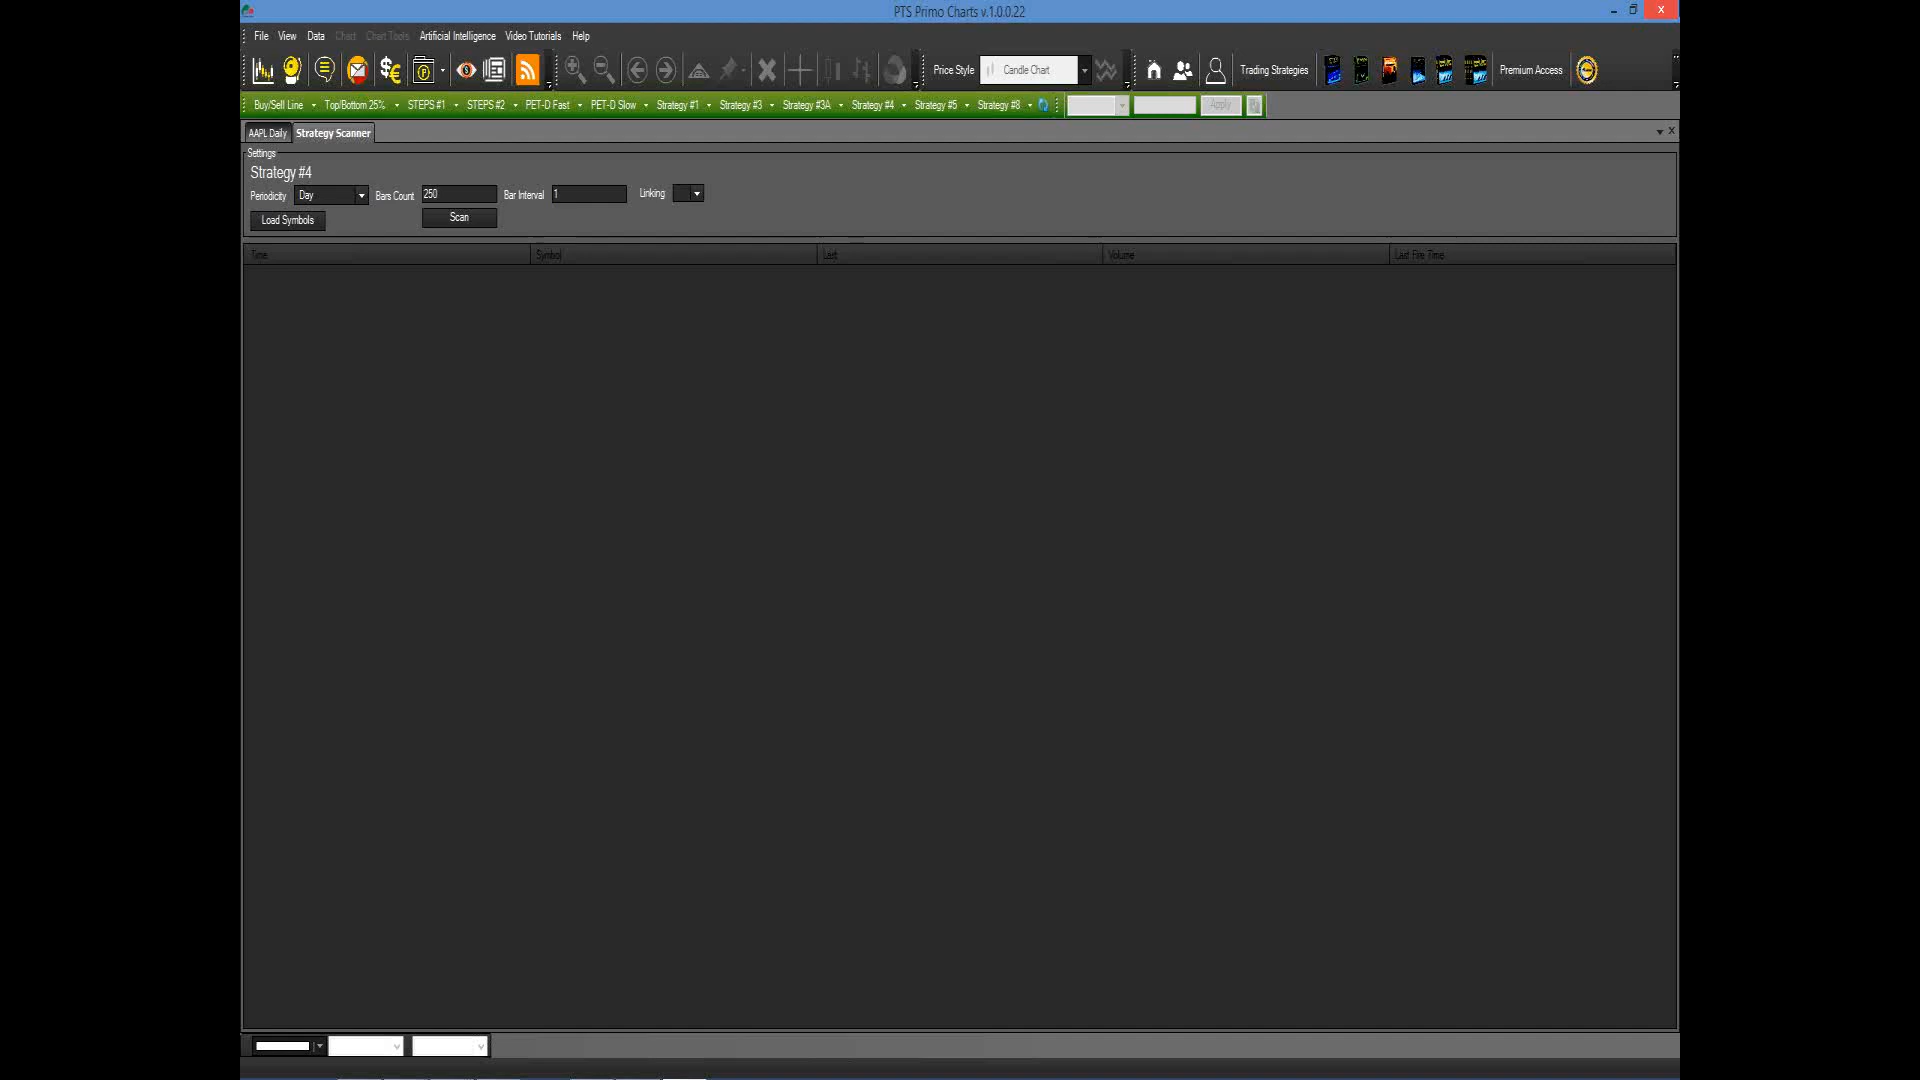 PTS Primo Charts v.1.0.0.22
File View Data Chart Chart Tools Artificial Intelligence Video Tutorials Help
Price Style Candle Chart Trading Strategies Premium Access
Buy/Sell Line Top/Bottom 25% STEPS #1 STEPS #2 PET-D Fast PET-D Slow Strategy #1 Strategy #3 Strategy #3A Strategy #4 Strategy #5 Strategy #8 Apply
AAPL Daily Strategy Scanner
Settings
Strategy #4
Periodicity Day Bars Count 250 Bar Interval 1 Linking
Load Symbols Scan
Time Symbol Last Volume Last Fire Time